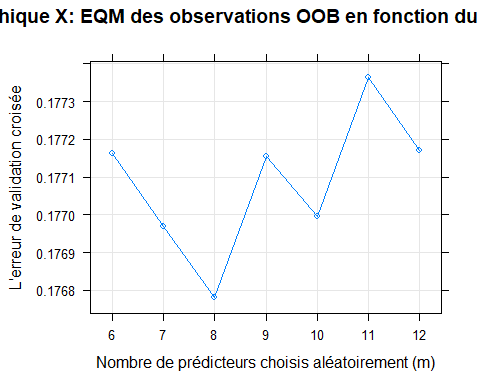 hique X: EQM des observations OOB en fonction du
L'erreur de validation croisée
0.1773
0.1772
0.1771
0.1770
0.1769
0.1768
6 7 8 9 10 11 12
Nombre de prédicteurs choisis aléatoirement (m)